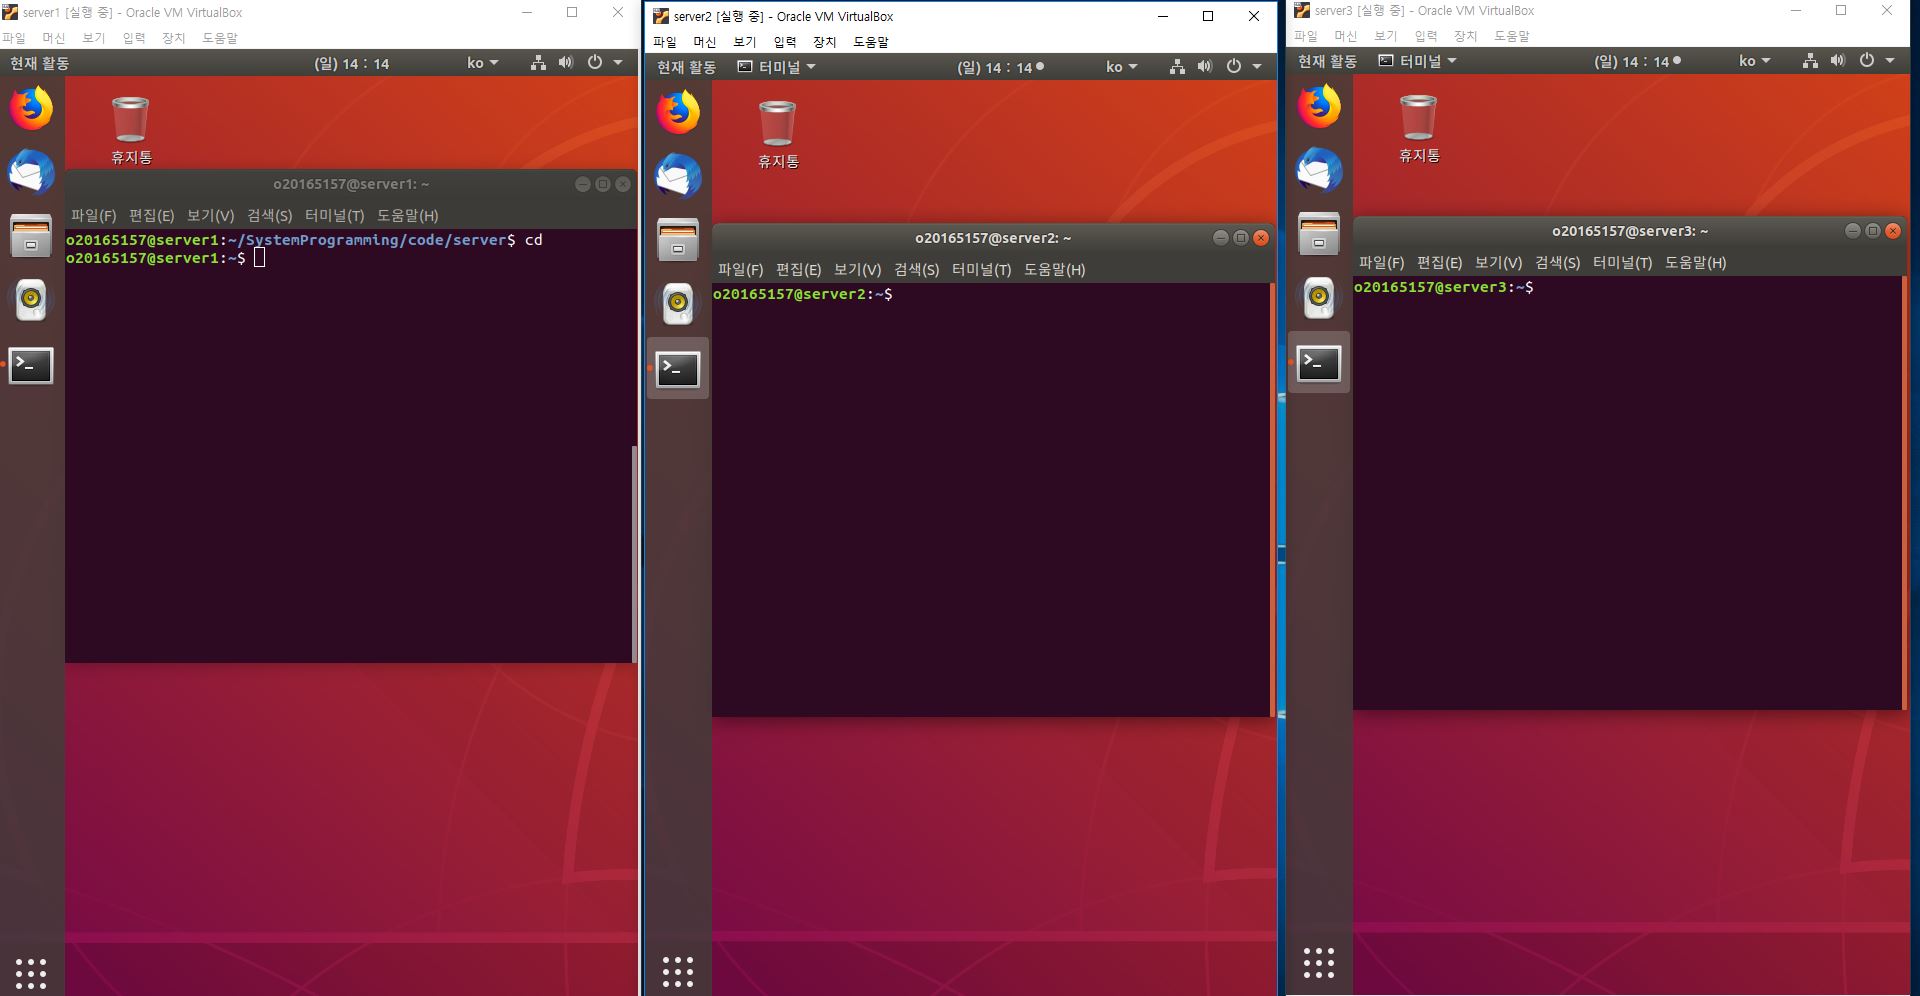 server1 [실행 중] - Oracle VM VirtualBox
파일 머신 보기 입력 장치 도움말
현재 활동 (일) 14 : 14 ko
휴지통
o20165157@server1: ~
파일(F) 편집(E) 보기(V) 검색(S) 터미널(T) 도움말(H)
o20165157@server1:~/SystemProgramming/code/server$ cd
o20165157@server1:~$
server2 [실행 중] - Oracle VM VirtualBox
파일 머신 보기 입력 장치 도움말
현재 활동 터미널 (일) 14 : 14 ko
휴지통
o20165157@server2: ~
파일(F) 편집(E) 보기(V) 검색(S) 터미널(T) 도움말(H)
o20165157@server2:~$
server3 [실행 중] - Oracle VM VirtualBox
파일 머신 보기 입력 장치 도움말
현재 활동 터미널 (일) 14 : 14 ko
휴지통
o20165157@server3: ~
파일(F) 편집(E) 보기(V) 검색(S) 터미널(T) 도움말(H)
o20165157@server3:~$